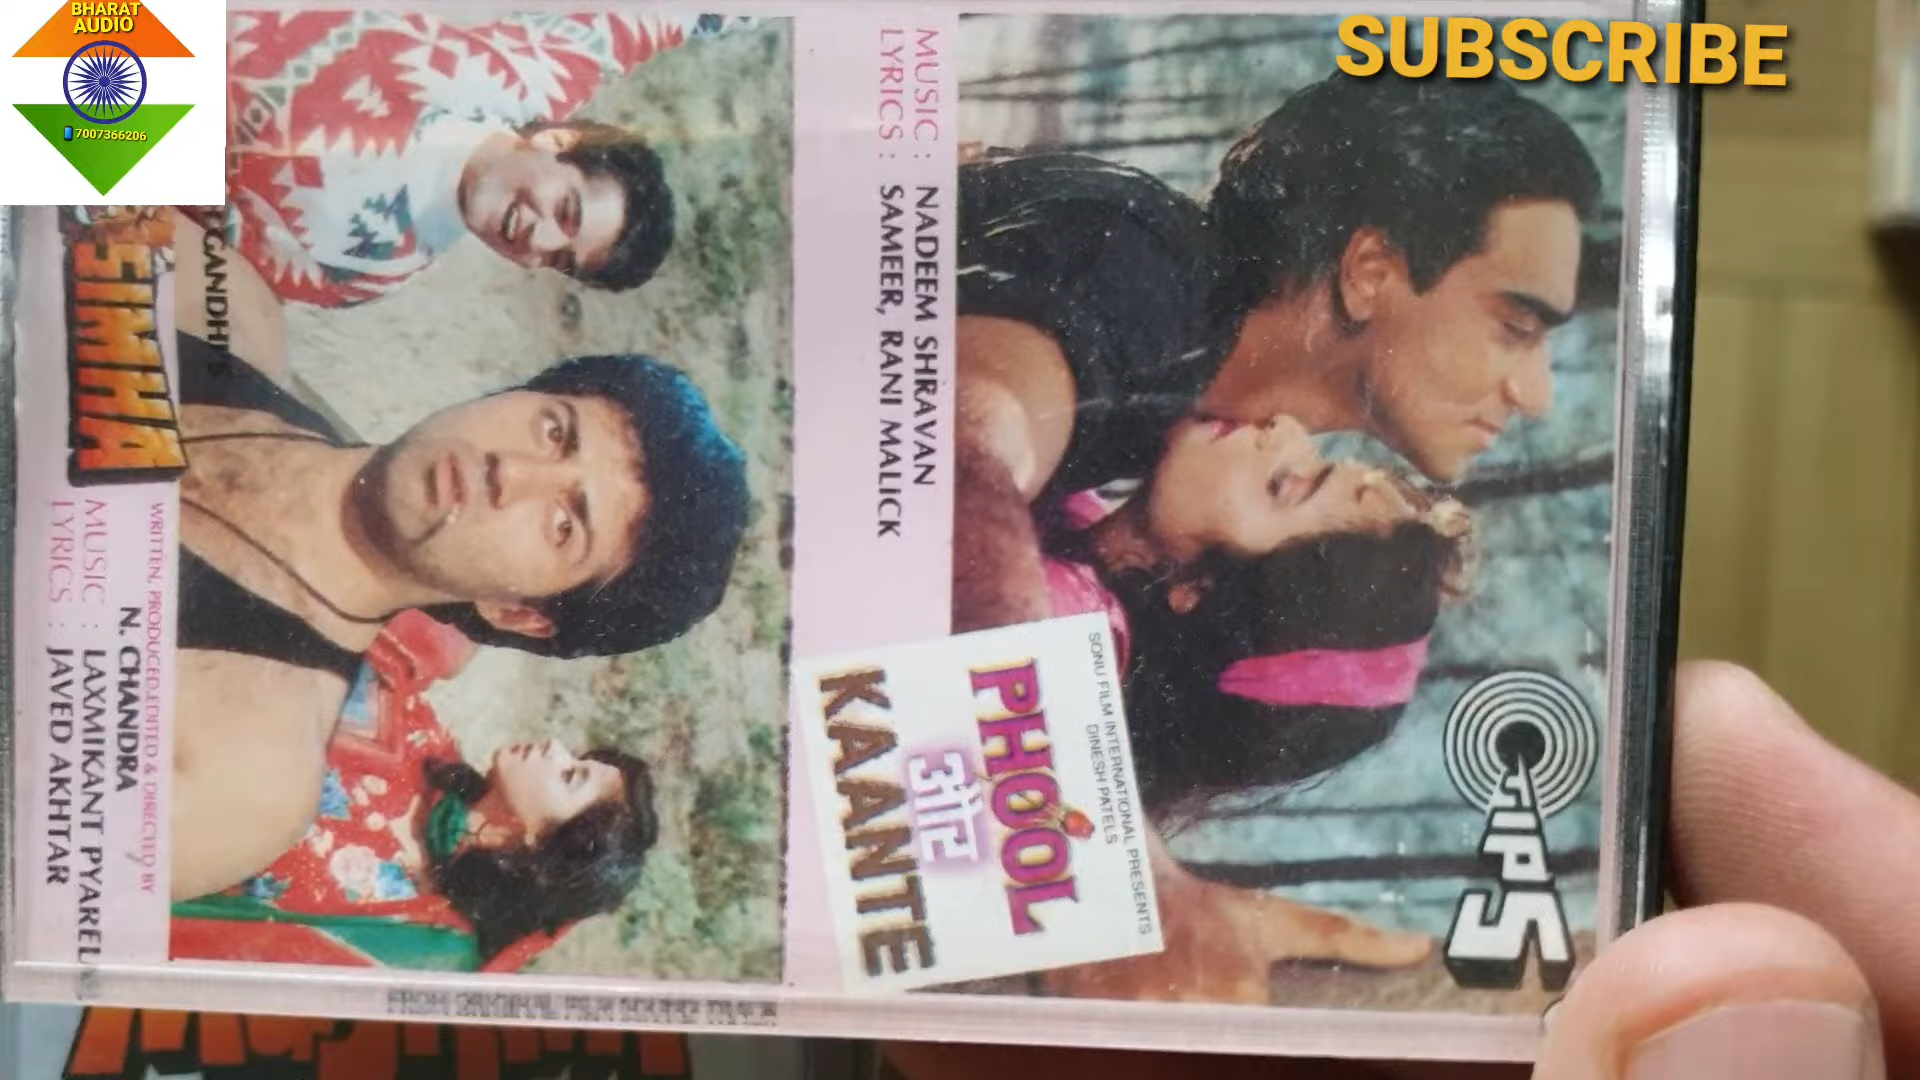 BHARAT
AUDIO
7007366206
SUBSCRIBE
TIPS
SONU FILM INTERNATIONAL PRESENTS
DINESH PATELS
PHOOL
और
KAANTE
MUSIC : NADEEM SHRAVAN
LYRICS : SAMEER, RANI MALICK
GANDHI'S
SIMHA
WRITTEN, PRODUCED, EDITED & DIRECTED BY
N. CHANDRA
MUSIC : LAXMIKANT PYAREL
LYRICS : JAVED AKHTAR